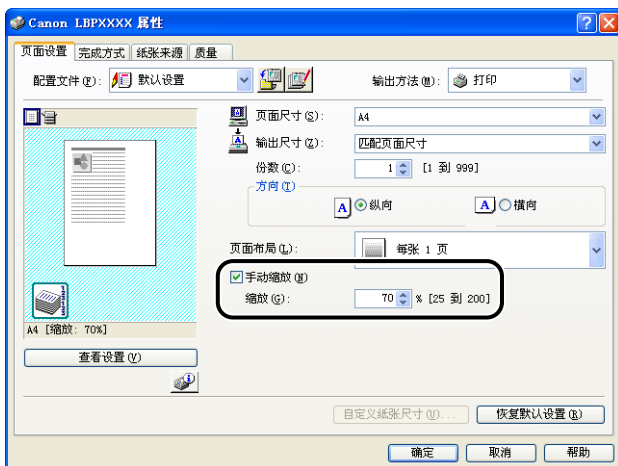 Canon LBPXXXX 属性
页面设置 完成方式 纸张来源 质量
配置文件(F): 默认设置 输出方法(M): 打印
页面尺寸(S): A4
输出尺寸(Z): 匹配页面尺寸
份数(C): 1 [1 到 999]
方向(T)
A 纵向 A 横向
页面布局(L): 每张 1 页
手动缩放(N)
缩放(G): 70 % [25 到 200]
A4 [缩放: 70%]
查看设置(V)
自定义纸张尺寸(U)... 恢复默认设置(R)
确定 取消 帮助